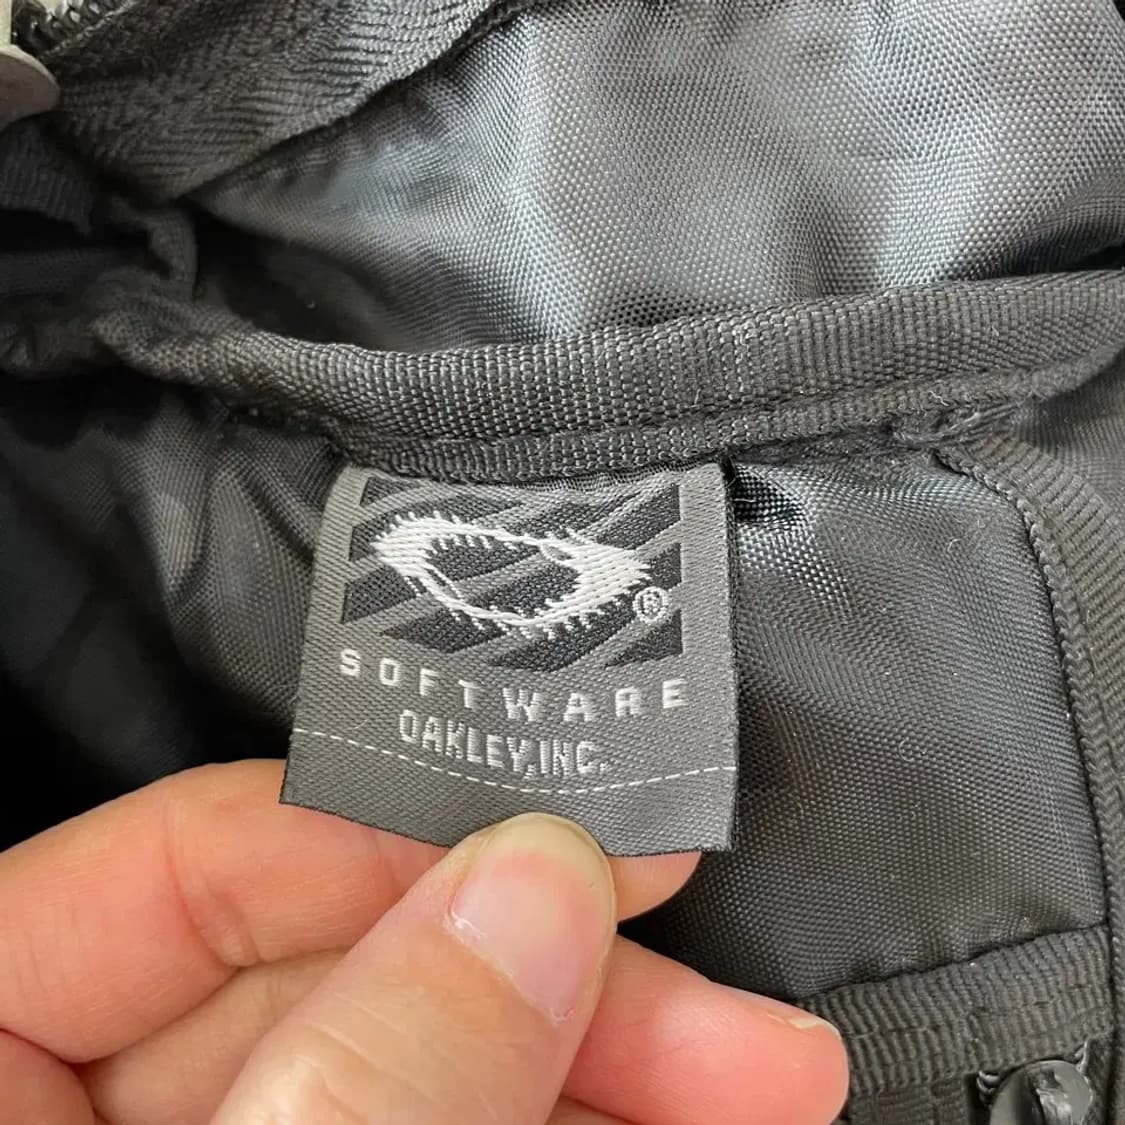 ®
SOFTWARE
OAKLEY, INC.